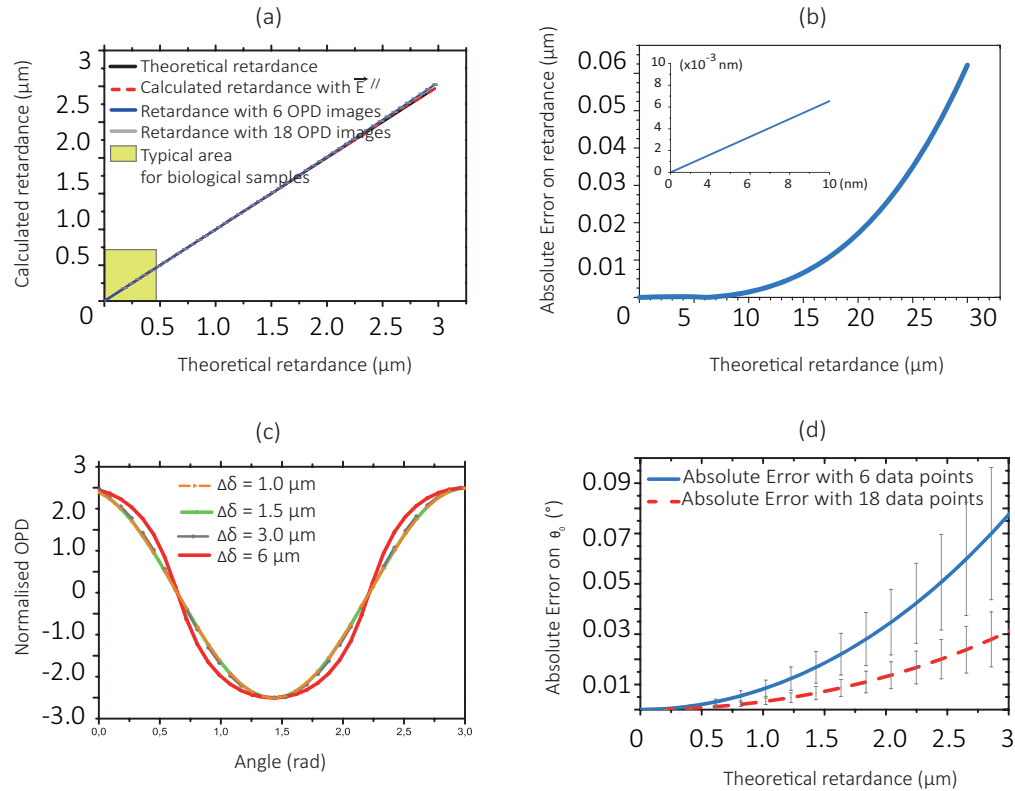 (a)
3
2.5
2.0
1.5
1.0
0.5
0
0.5
1.0
1.5
2.0
2.5
3
Calculated retardance (μm)
Theoretical retardance (μm)
Theoretical retardance
Calculated retardance with E //
Retardance with 6 OPD images
Retardance with 18 OPD images
Typical area
for biological samples
(b)
0.06
0.05
0.04
0.03
0.02
0.01
0
5
10
15
20
25
30
Absolute Error on retardance (μm)
Theoretical retardance (μm)
10
(x10⁻³ nm)
8
6
4
2
0
0
4
6
8
10 (nm)
(c)
3
2.0
1.0
0
-1.0
-2.0
-3.0
0,0
0,5
1,0
1,5
2,0
2,5
3,0
Normalised OPD
Angle (rad)
Δδ = 1.0 μm
Δδ = 1.5 μm
Δδ = 3.0 μm
Δδ = 6 μm
(d)
0.09
0.07
0.05
0.03
0.01
0
0.5
1.0
1.5
2.0
2.5
3
Absolute Error on θ₀ (°)
Theoretical retardance (μm)
Absolute Error with 6 data points
Absolute Error with 18 data points